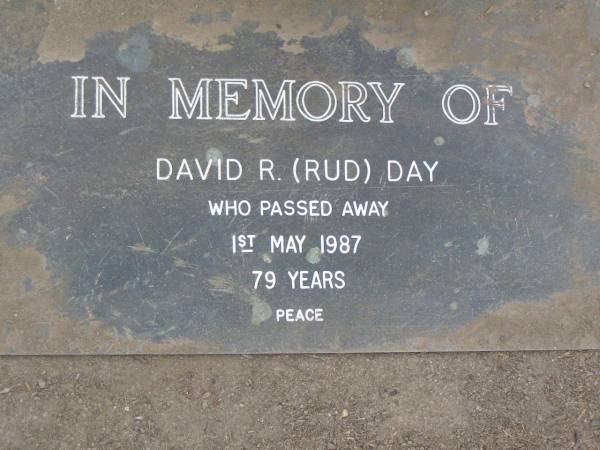 IN MEMORY OF
DAVID R. (RUD) DAY
WHO PASSED AWAY
1ST MAY 1987
79 YEARS
PEACE